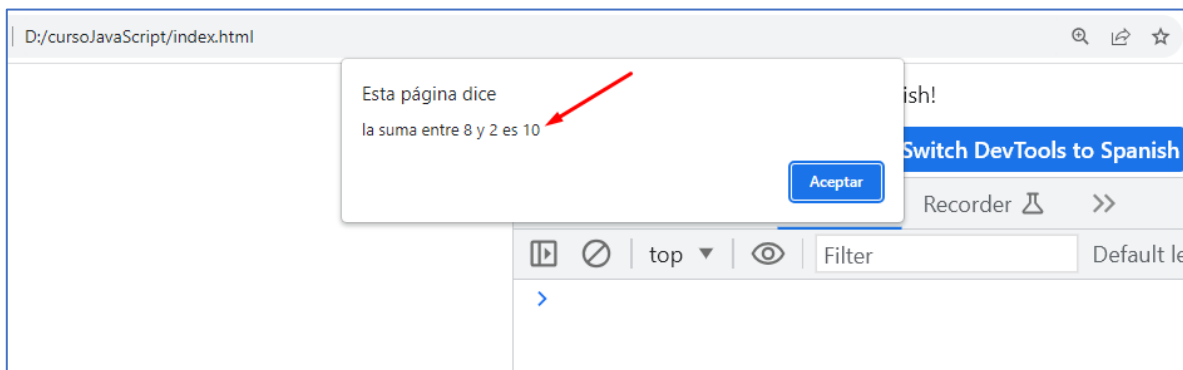 D:/cursoJavaScript/index.html
Esta página dice
la suma entre 8 y 2 es 10
Aceptar
ish!
Switch DevTools to Spanish
Recorder
top
Filter
Default le